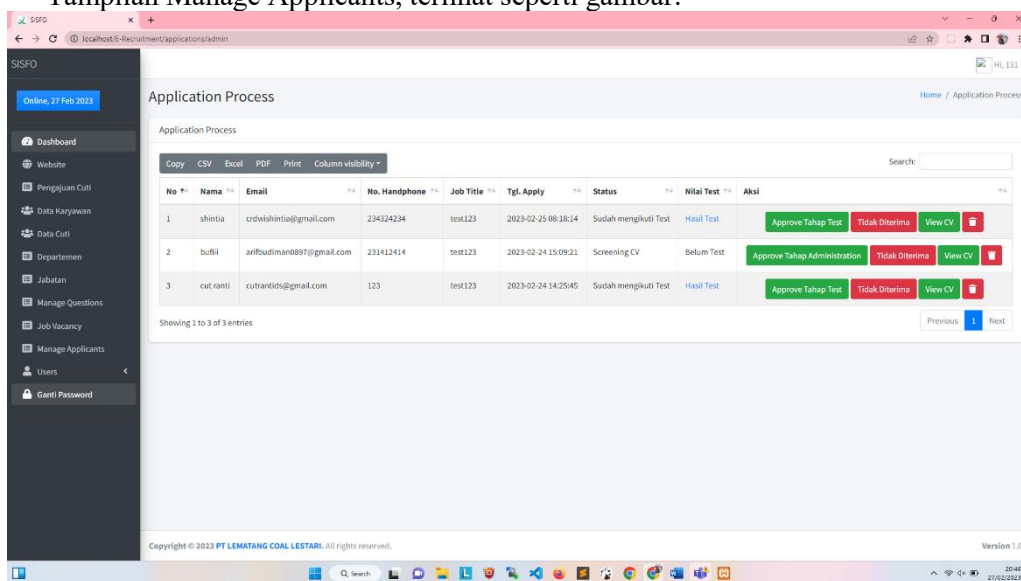 Tampilan Manage Applicants, terlihat seperti gambar:
SISFO
localhost/E-Recruitment/applications/admin
SISFO
Hi, 131
Online, 27 Feb 2023
Application Process
Home / Application Process
Application Process
Dashboard
Website
Pengajuan Cuti
Data Karyawan
Data Cuti
Departemen
Jabatan
Manage Questions
Job Vacancy
Manage Applicants
Users
Ganti Password
Copy CSV Excel PDF Print Column visibility
Search:
No Nama Email No. Handphone Job Title Tgl. Apply Status Nilai Test Aksi
1 shintia crdwishintia@gmail.com 234324234 test123 2023-02-25 08:18:14 Sudah mengikuti Test Hasil Test Approve Tahap Test Tidak Diterima View CV
2 bufiii arifbudiman0897@gmail.com 231412414 test123 2023-02-24 15:09:21 Screening CV Belum Test Approve Tahap Administration Tidak Diterima View CV
3 cut ranti cutrantids@gmail.com 123 test123 2023-02-24 14:25:45 Sudah mengikuti Test Hasil Test Approve Tahap Test Tidak Diterima View CV
Showing 1 to 3 of 3 entries
Previous 1 Next
Copyright © 2023 PT LEMATANG COAL LESTARI. All rights reserved.
Version
Search
20:46
27/02/2023